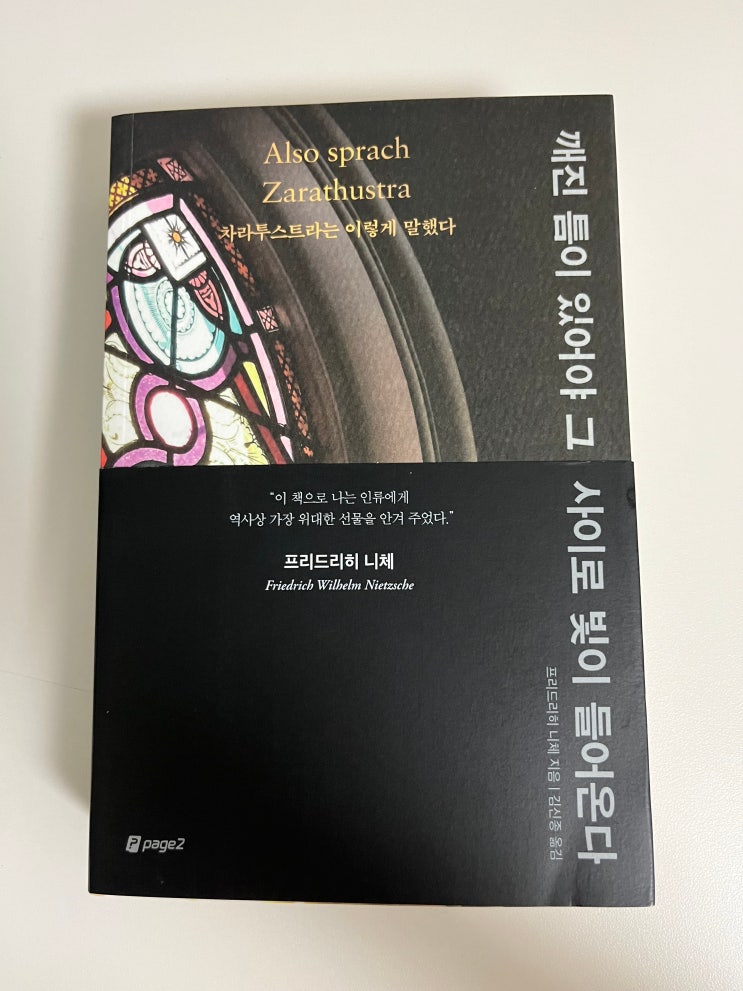 Also sprach
Zarathustra
차라투스트라는 이렇게 말했다
깨진 틈이 있어야 그 사이로 빛이 들어온다
"이 책으로 나는 인류에게
역사상 가장 위대한 선물을 안겨 주었다."
프리드리히 니체
Friedrich Wilhelm Nietzsche
프리드리히 니체 지음 | 김신종 옮김
page2